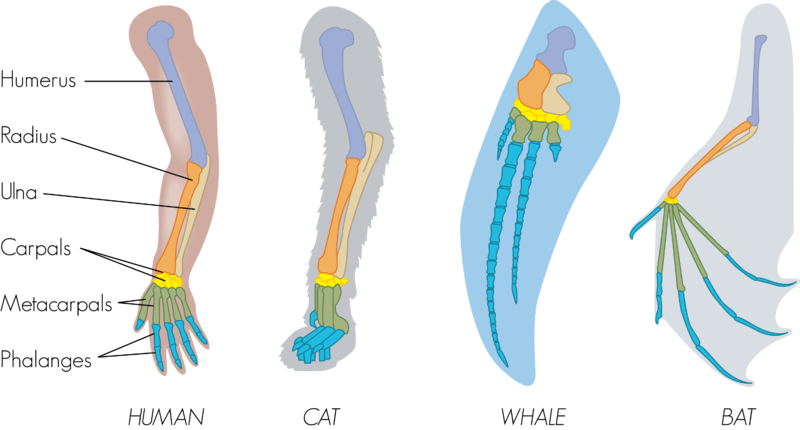 Humerus
Radius
Ulna
Carpals
Metacarpals
Phalanges
HUMAN
CAT
WHALE
BAT